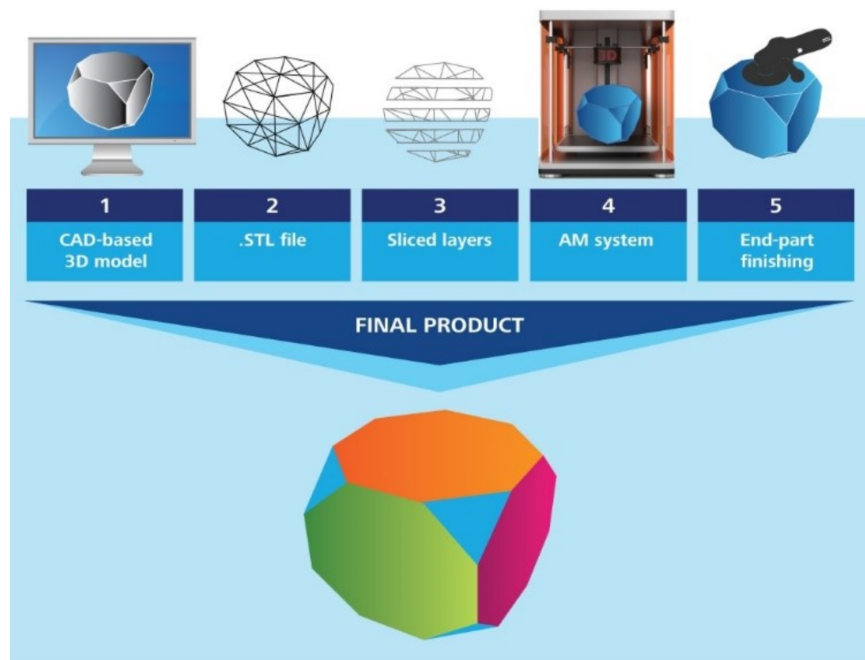 3D
1
CAD-based
3D model
2
.STL file
3
Sliced layers
4
AM system
5
End-part
finishing
FINAL PRODUCT